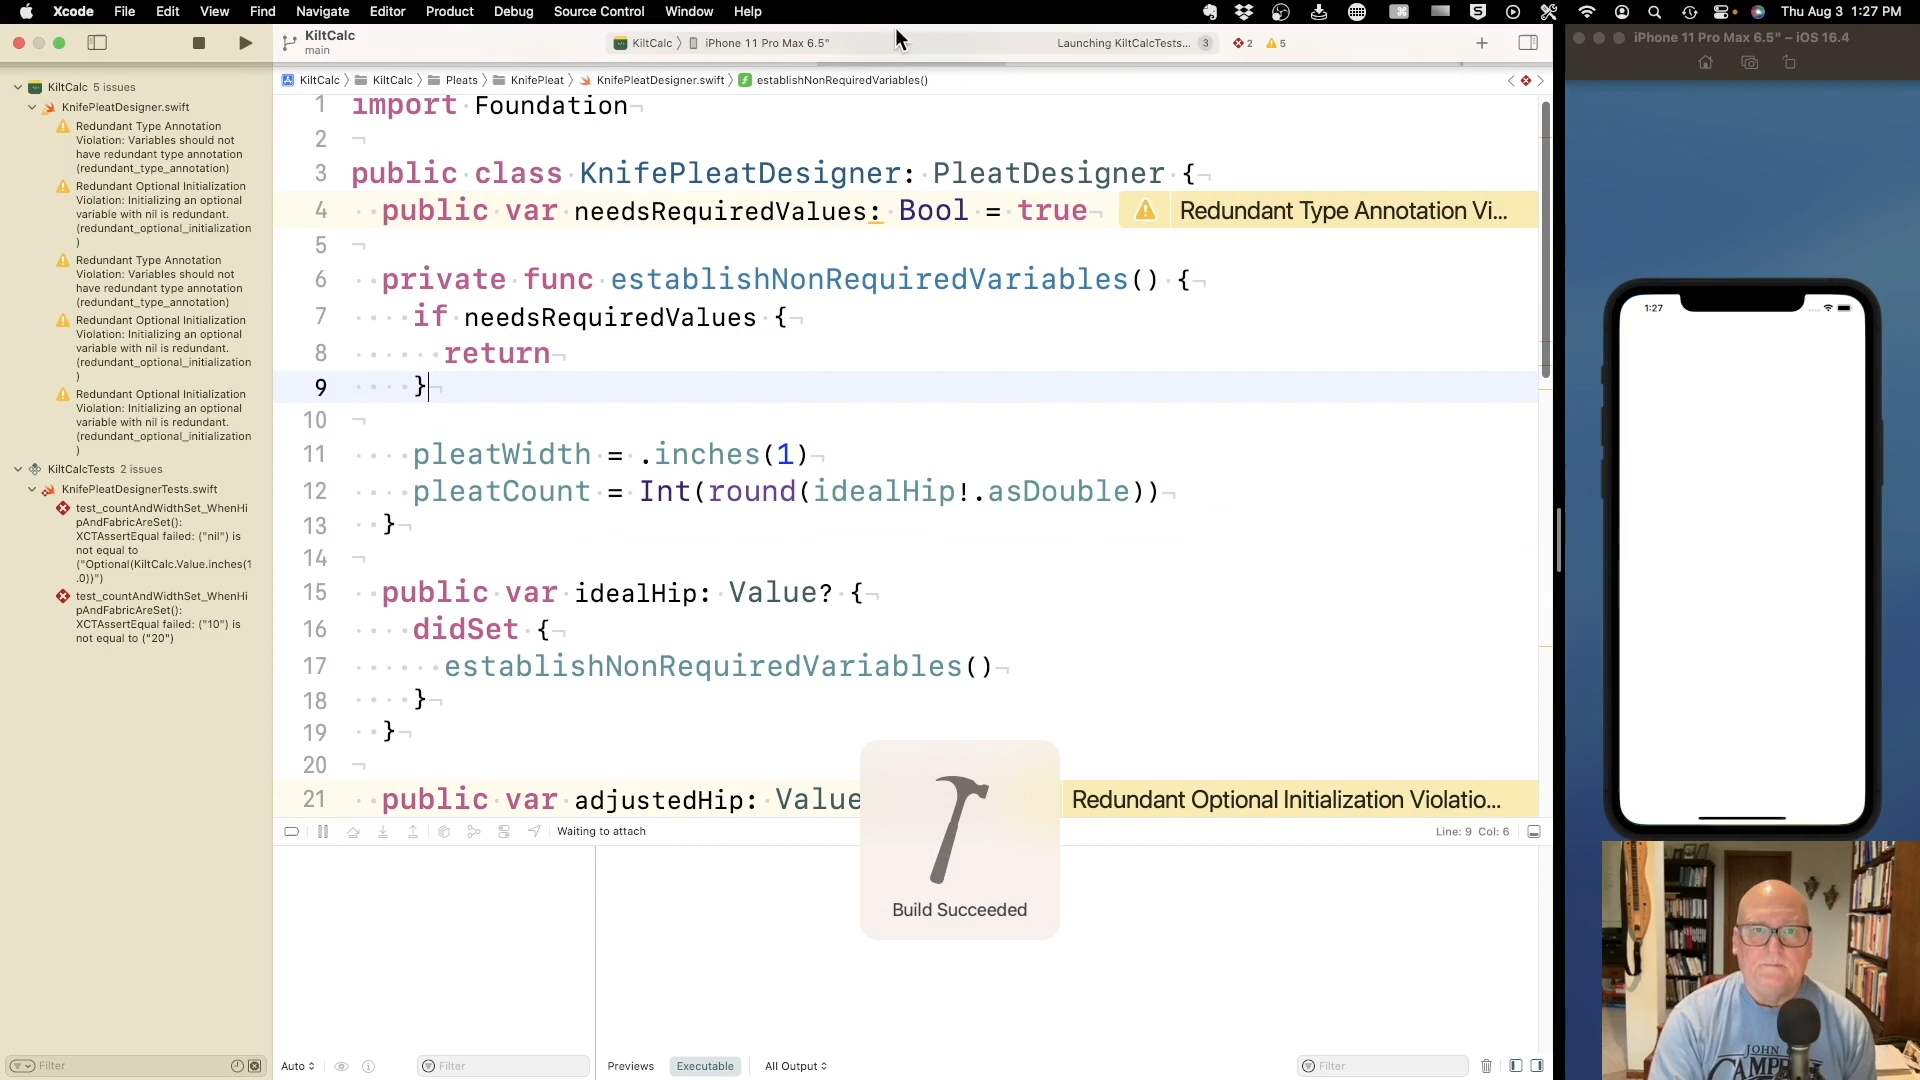 Xcode File Edit View Find Navigate Editor Product Debug Source Control Window Help
Thu Aug 3 1:27 PM
KiltCalc
main
KiltCalc 〉 iPhone 11 Pro Max 6.5"
Launching KiltCalcTests... 3
2
5
iPhone 11 Pro Max 6.5" – iOS 16.4
KiltCalc 〉 KiltCalc 〉 Pleats 〉 KnifePleat 〉 KnifePleatDesigner.swift 〉 establishNonRequiredVariables()
KiltCalc 5 issues
KnifePleatDesigner.swift
Redundant Type Annotation
Violation: Variables should not
have redundant type annotation
(redundant_type_annotation)
Redundant Optional Initialization
Violation: Initializing an optional
variable with nil is redundant.
(redundant_optional_initialization
)
Redundant Type Annotation
Violation: Variables should not
have redundant type annotation
(redundant_type_annotation)
Redundant Optional Initialization
Violation: Initializing an optional
variable with nil is redundant.
(redundant_optional_initialization
)
Redundant Optional Initialization
Violation: Initializing an optional
variable with nil is redundant.
(redundant_optional_initialization
)
KiltCalcTests 2 issues
KnifePleatDesignerTests.swift
test_countAndWidthSet_WhenHi
pAndFabricAreSet():
XCTAssertEqual failed: ("nil") is
not equal to
("Optional(KiltCalc.Value.inches(1
.0))")
test_countAndWidthSet_WhenHi
pAndFabricAreSet():
XCTAssertEqual failed: ("10") is
not equal to ("20")
Filter
1 import Foundation
2
3 public class KnifePleatDesigner: PleatDesigner {
4 public var needsRequiredValues: Bool = true
Redundant Type Annotation Vi...
5
6 private func establishNonRequiredVariables() {
7 if needsRequiredValues {
8 return
9 }
10
11 pleatWidth = .inches(1)
12 pleatCount = Int(round(idealHip!.asDouble))
13 }
14
15 public var idealHip: Value? {
16 didSet {
17 establishNonRequiredVariables()
18 }
19 }
20
21 public var adjustedHip: Value
Redundant Optional Initialization Violatio...
Build Succeeded
Waiting to attach
Line: 9 Col: 6
Auto
Filter
Previews Executable All Output
Filter
1:27
JOHN C
CAMP